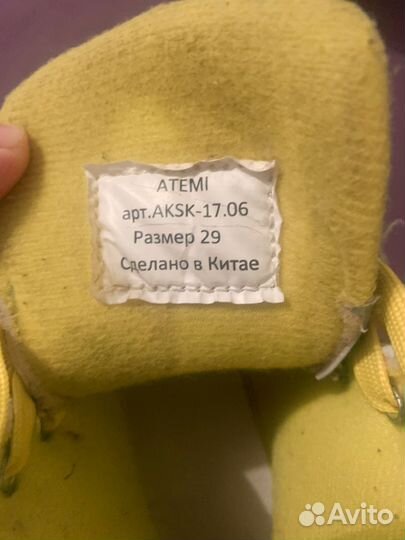 ATEMI
арт.AKSK-17.06
Размер 29
Сделано в Китае
Avito